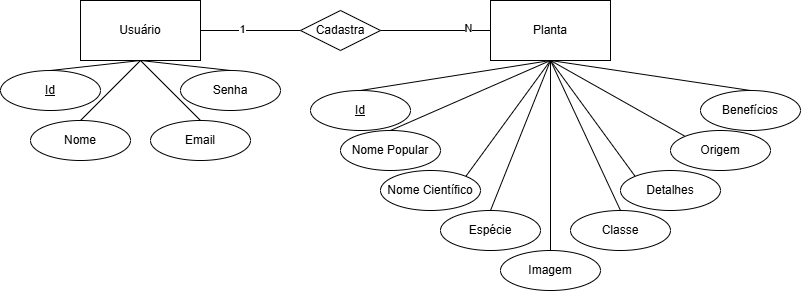 Usuário
1
Cadastra
N
Planta
Id
Senha
Nome
Email
Id
Benefícios
Nome Popular
Origem
Nome Científico
Detalhes
Espécie
Classe
Imagem